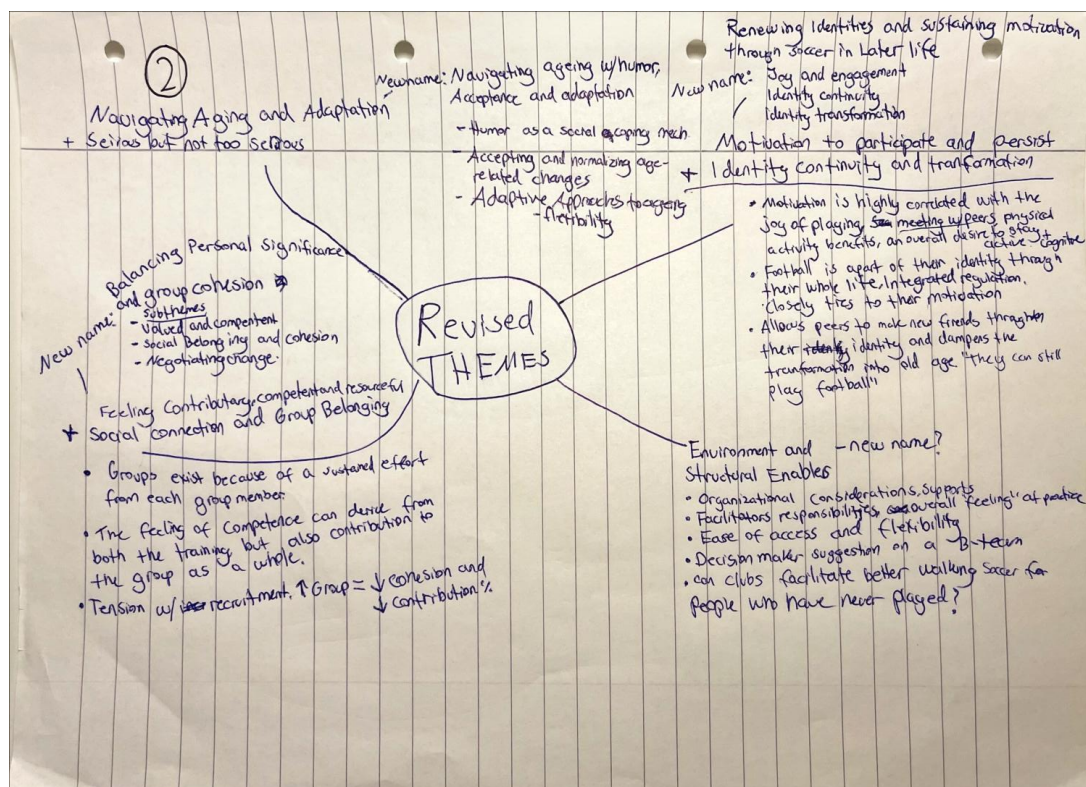 2
Navigating Aging and Adaptation
+ Seirous but not too serious
New name: Navigating ageing w/humor,
Acceptance and adaptation
- Humor as a social coping mech
- Accepting and normalizing age-
related changes
- Adaptive Approaches to ageing
- flexibility
Renewing Identities and sustaining motivation
through soccer in Later life
New name: Joy and engagement
Identity continuity
identity transformation
Motivation to participate and persist
+ Identity continuity and tranformation
• Motivation is highly correlated with the
joy of playing, meeting w/peers, physical
activity benefits, an overall desire to stay
active + cognitive
• Football is apart of their identity through
their whole life. Integrated regulation.
Closely ties to their motivation
• Allows peers to make new firends through
their identity and dampers the
tranformation into old age "they can still
play football"
Revised
THEMES
New name: Balancing Personal significance
and group cohesion
subthemes
- Valued and compentent
- Social Belonging and cohesion
- Negotiating change.
Feeling Contributary, competent and resourceful
+ Social connection and Group Belonging
• Groups exist because of a sustained effort
from each group member.
• The feeling of competence can derive from
both the training but also contribution to
the group as a whole.
• Tension w/ recruitment. ↑ Group = ↓ cohesion and
↓ contribution %
Environment and - new name?
Structural Enables
• Organizational considerations, supports
• Facilitators responsibilities, overall feeling" at practice
• Ease of access and flexibility
• Decision maker suggestion on a B-team
• can clubs facilitate better walking soccer for
people who have never played?